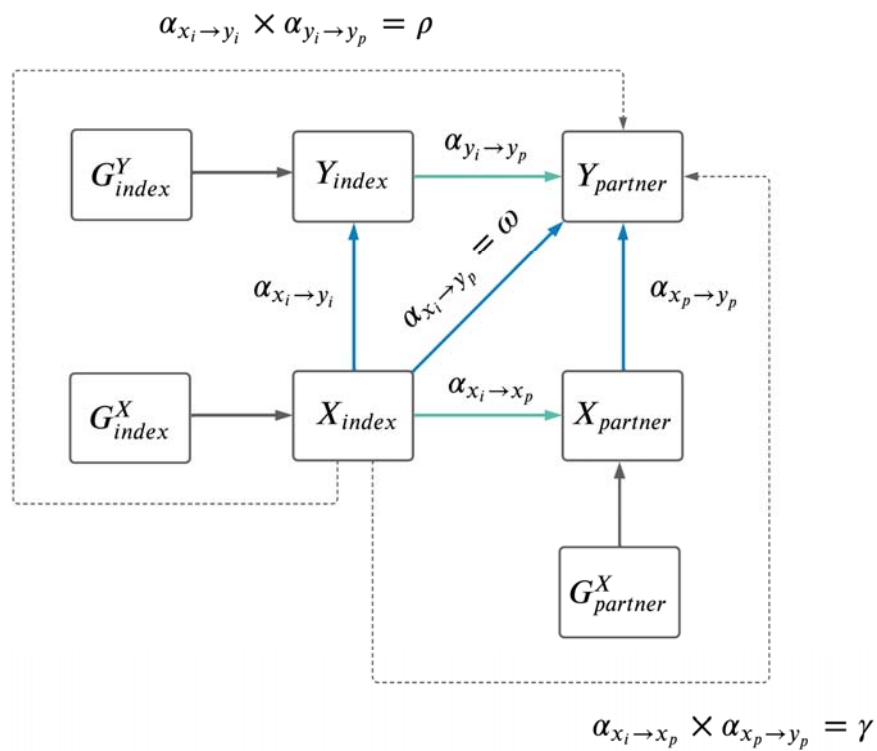 α_{x_i→y_i} × α_{y_i→y_p} = ρ
G^Y_{index}
Y_{index}
α_{y_i→y_p}
Y_{partner}
α_{x_i→y_i}
α_{x_i→y_p} = ω
α_{x_p→y_p}
G^X_{index}
X_{index}
α_{x_i→x_p}
X_{partner}
G^X_{partner}
α_{x_i→x_p} × α_{x_p→y_p} = γ